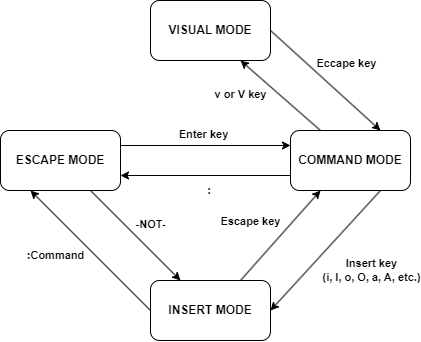 VISUAL MODE
Eccape key
v or V key
Enter key
ESCAPE MODE
COMMAND MODE
:
-NOT-
Escape key
:Command
Insert key
(i, I, o, O, a, A, etc.)
INSERT MODE